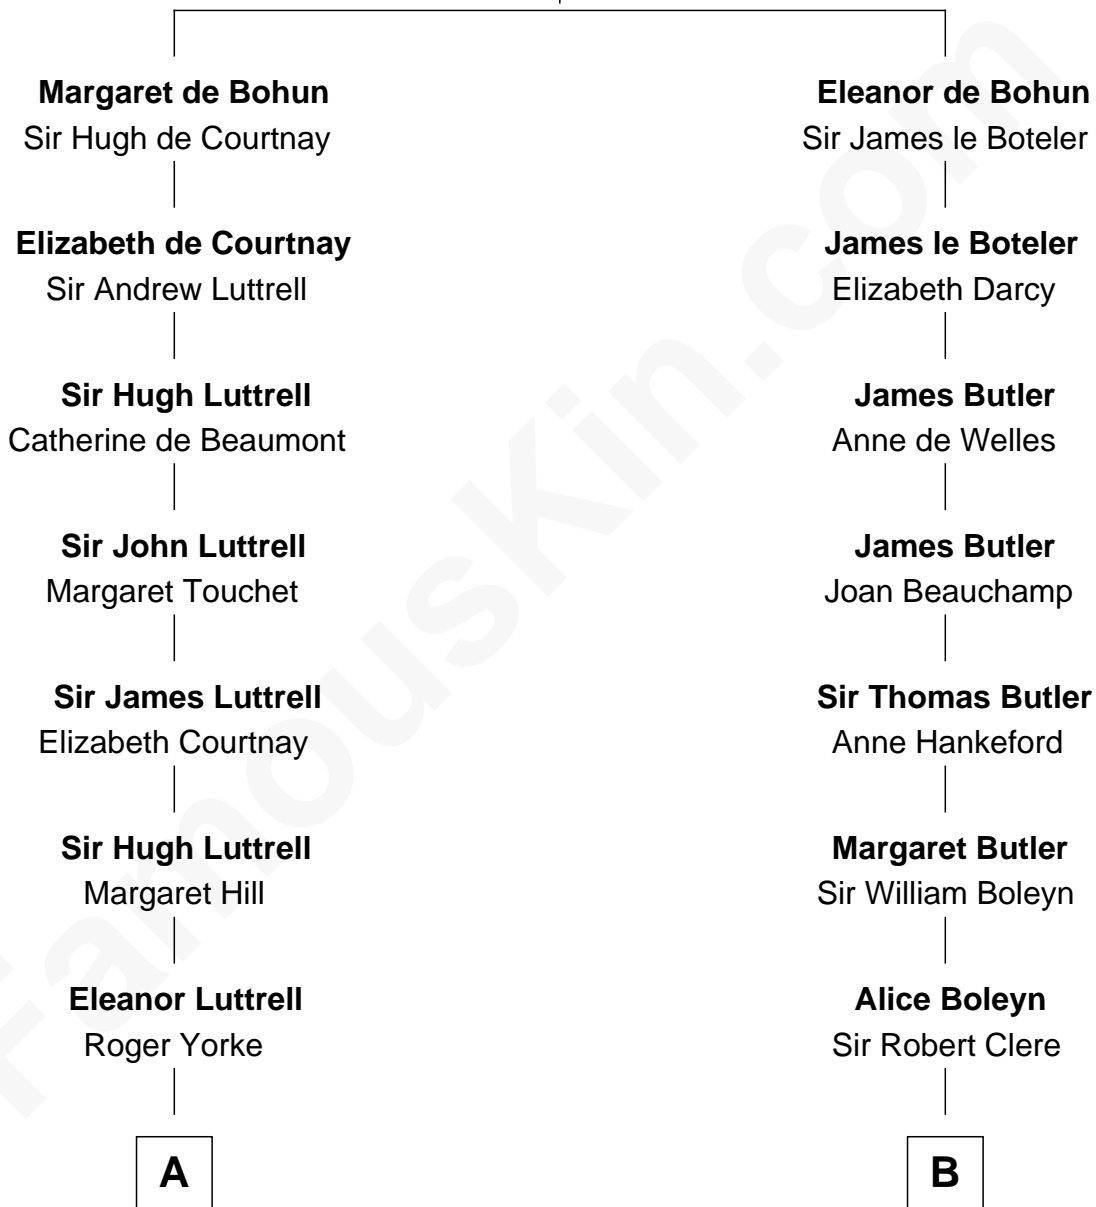 Margaret de Bohun
Sir Hugh de Courtnay
Elizabeth de Courtnay
Sir Andrew Luttrell
Sir Hugh Luttrell
Catherine de Beaumont
Sir John Luttrell
Margaret Touchet
Sir James Luttrell
Elizabeth Courtnay
Sir Hugh Luttrell
Margaret Hill
Eleanor Luttrell
Roger Yorke
A
Eleanor de Bohun
Sir James le Boteler
James le Boteler
Elizabeth Darcy
James Butler
Anne de Welles
James Butler
Joan Beauchamp
Sir Thomas Butler
Anne Hankeford
Margaret Butler
Sir William Boleyn
Alice Boleyn
Sir Robert Clere
B
FamousKin.com